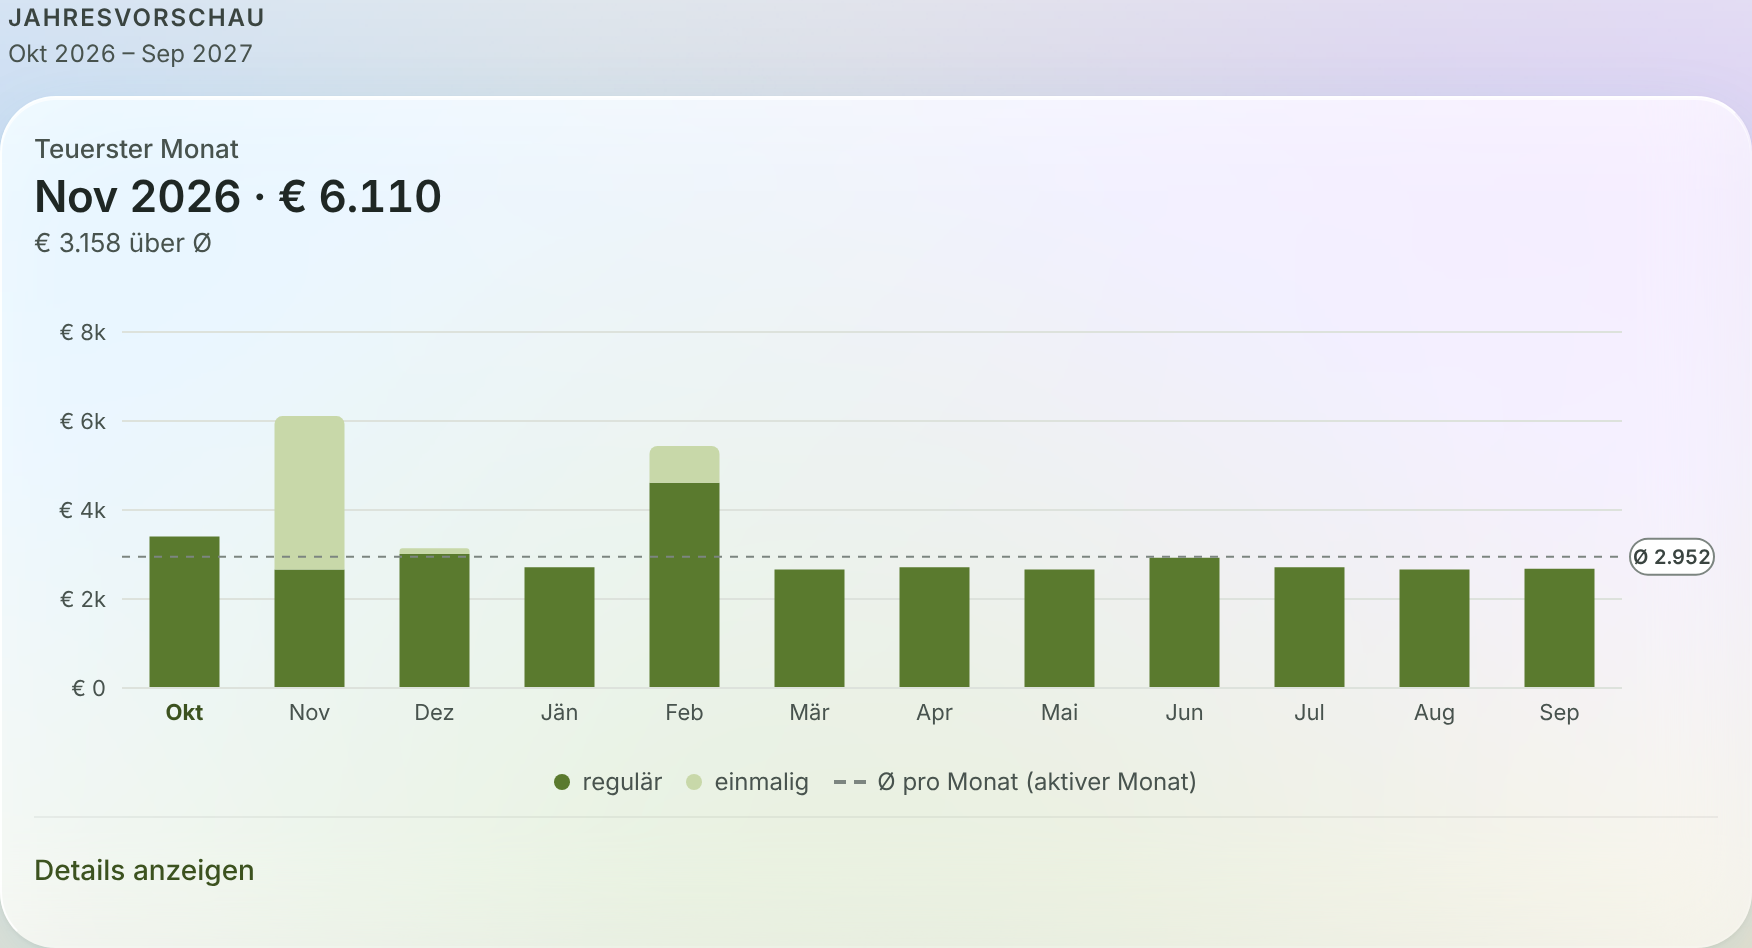 JAHRESVORSCHAU
Okt 2026 – Sep 2027
Teuerster Monat
Nov 2026 · € 6.110
€ 3.158 über Ø
€ 8k
€ 6k
€ 4k
€ 2k
€ 0
Ø 2.952
Okt Nov Dez Jän Feb Mär Apr Mai Jun Jul Aug Sep
regulär einmalig Ø pro Monat (aktiver Monat)
Details anzeigen